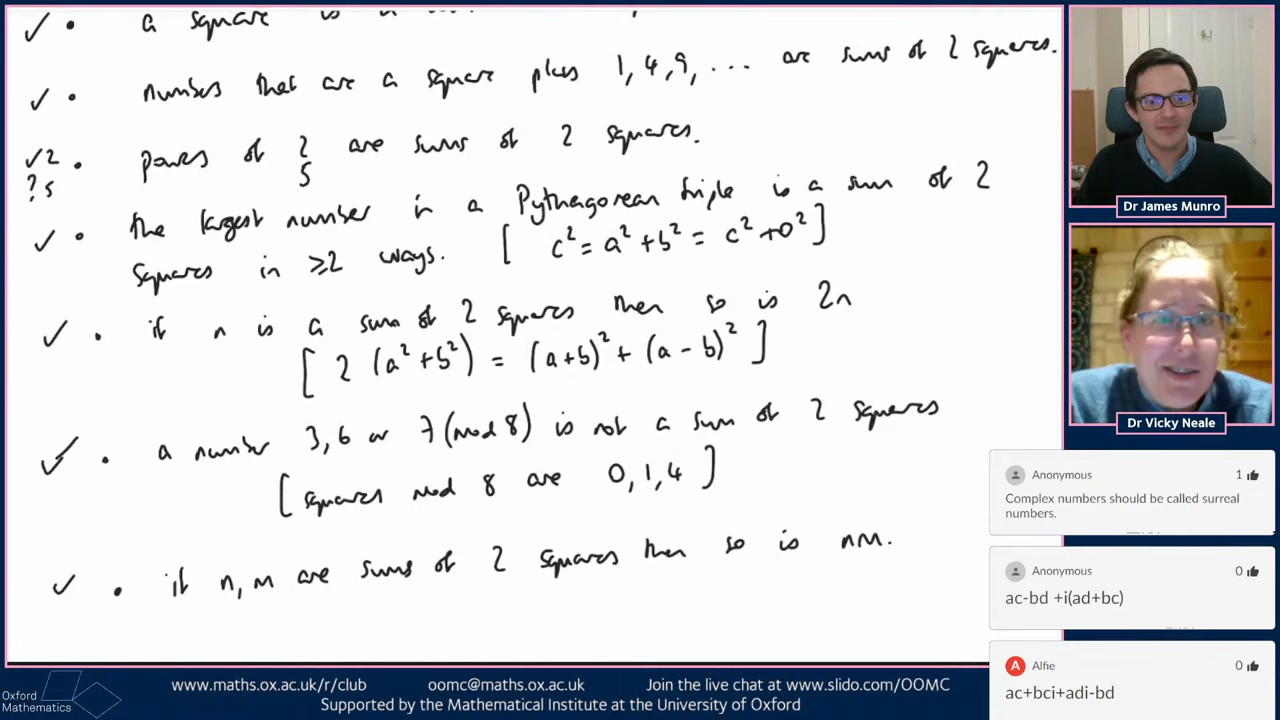 ✓ • a square is a
✓ • numbers that are a square plus 1, 4, 9, ... are sums of 2 squares.
✓2 • powers of 2 are sums of 2 squares.
? 5 5
✓ • the largest number in a Pythagorean triple is a sum of 2
squares in ≥2 ways. [ c² = a² + b² = c² + 0² ]
✓ • if n is a sum of 2 squares then so is 2n
[ 2 (a² + b²) = (a+b)² + (a - b)² ]
✓ • a number 3, 6 or 7 (mod 8) is not a sum of 2 squares
[ squares mod 8 are 0, 1, 4 ]
✓ • if n, m are sums of 2 squares then so is nm.
Dr James Munro
Dr Vicky Neale
Anonymous 1
Complex numbers should be called surreal
numbers.
Anonymous 0
ac-bd +i(ad+bc)
A Alfie 0
ac+bci+adi-bd
Oxford
Mathematics
www.maths.ox.ac.uk/r/club oomc@maths.ox.ac.uk Join the live chat at www.slido.com/OOMC
Supported by the Mathematical Institute at the University of Oxford